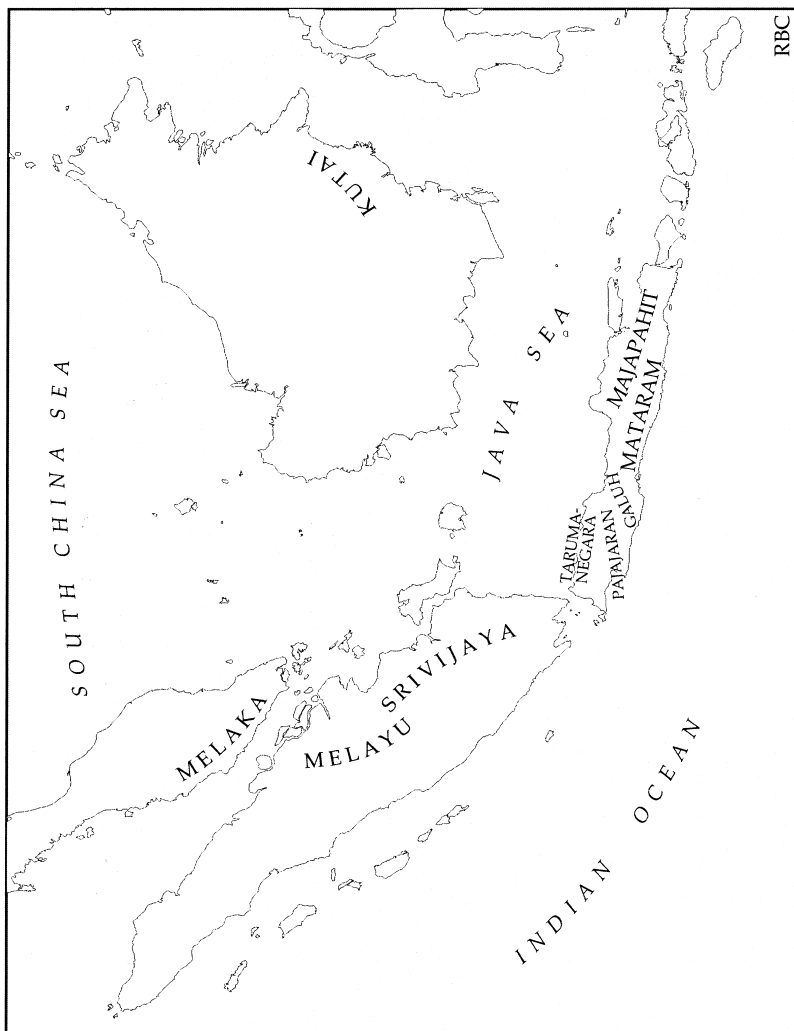 SOUTH CHINA SEA
KUTAI
MELAKA
MELAYU
SRIVIJAYA
JAVA SEA
TARUMA-
NEGARA
PAJAJARAN
GALUH
MAJAPAHIT
MATARAM
INDIAN OCEAN
RBC